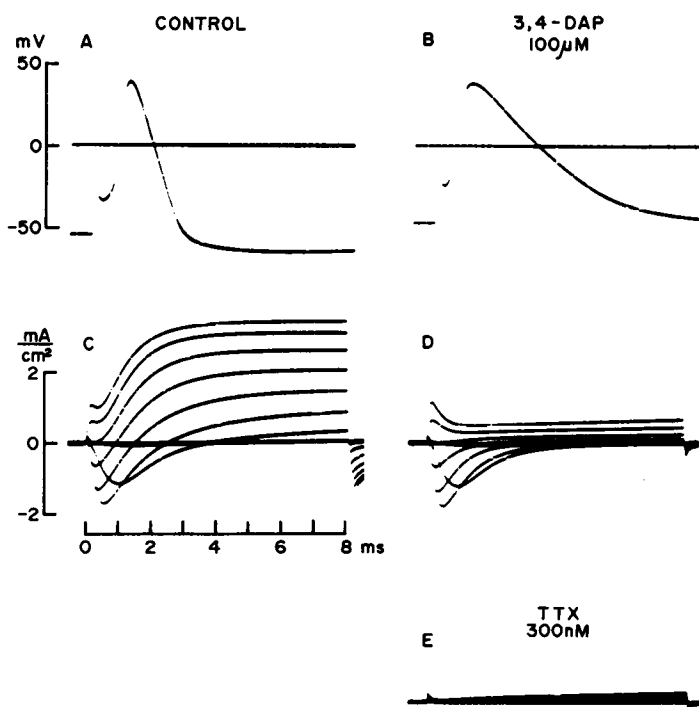 CONTROL
3,4-DAP
100μM
mV
A
B
50
0
-50
mA
cm²
C
D
2
0
-2
0 2 4 6 8 ms
TTX
300nM
E